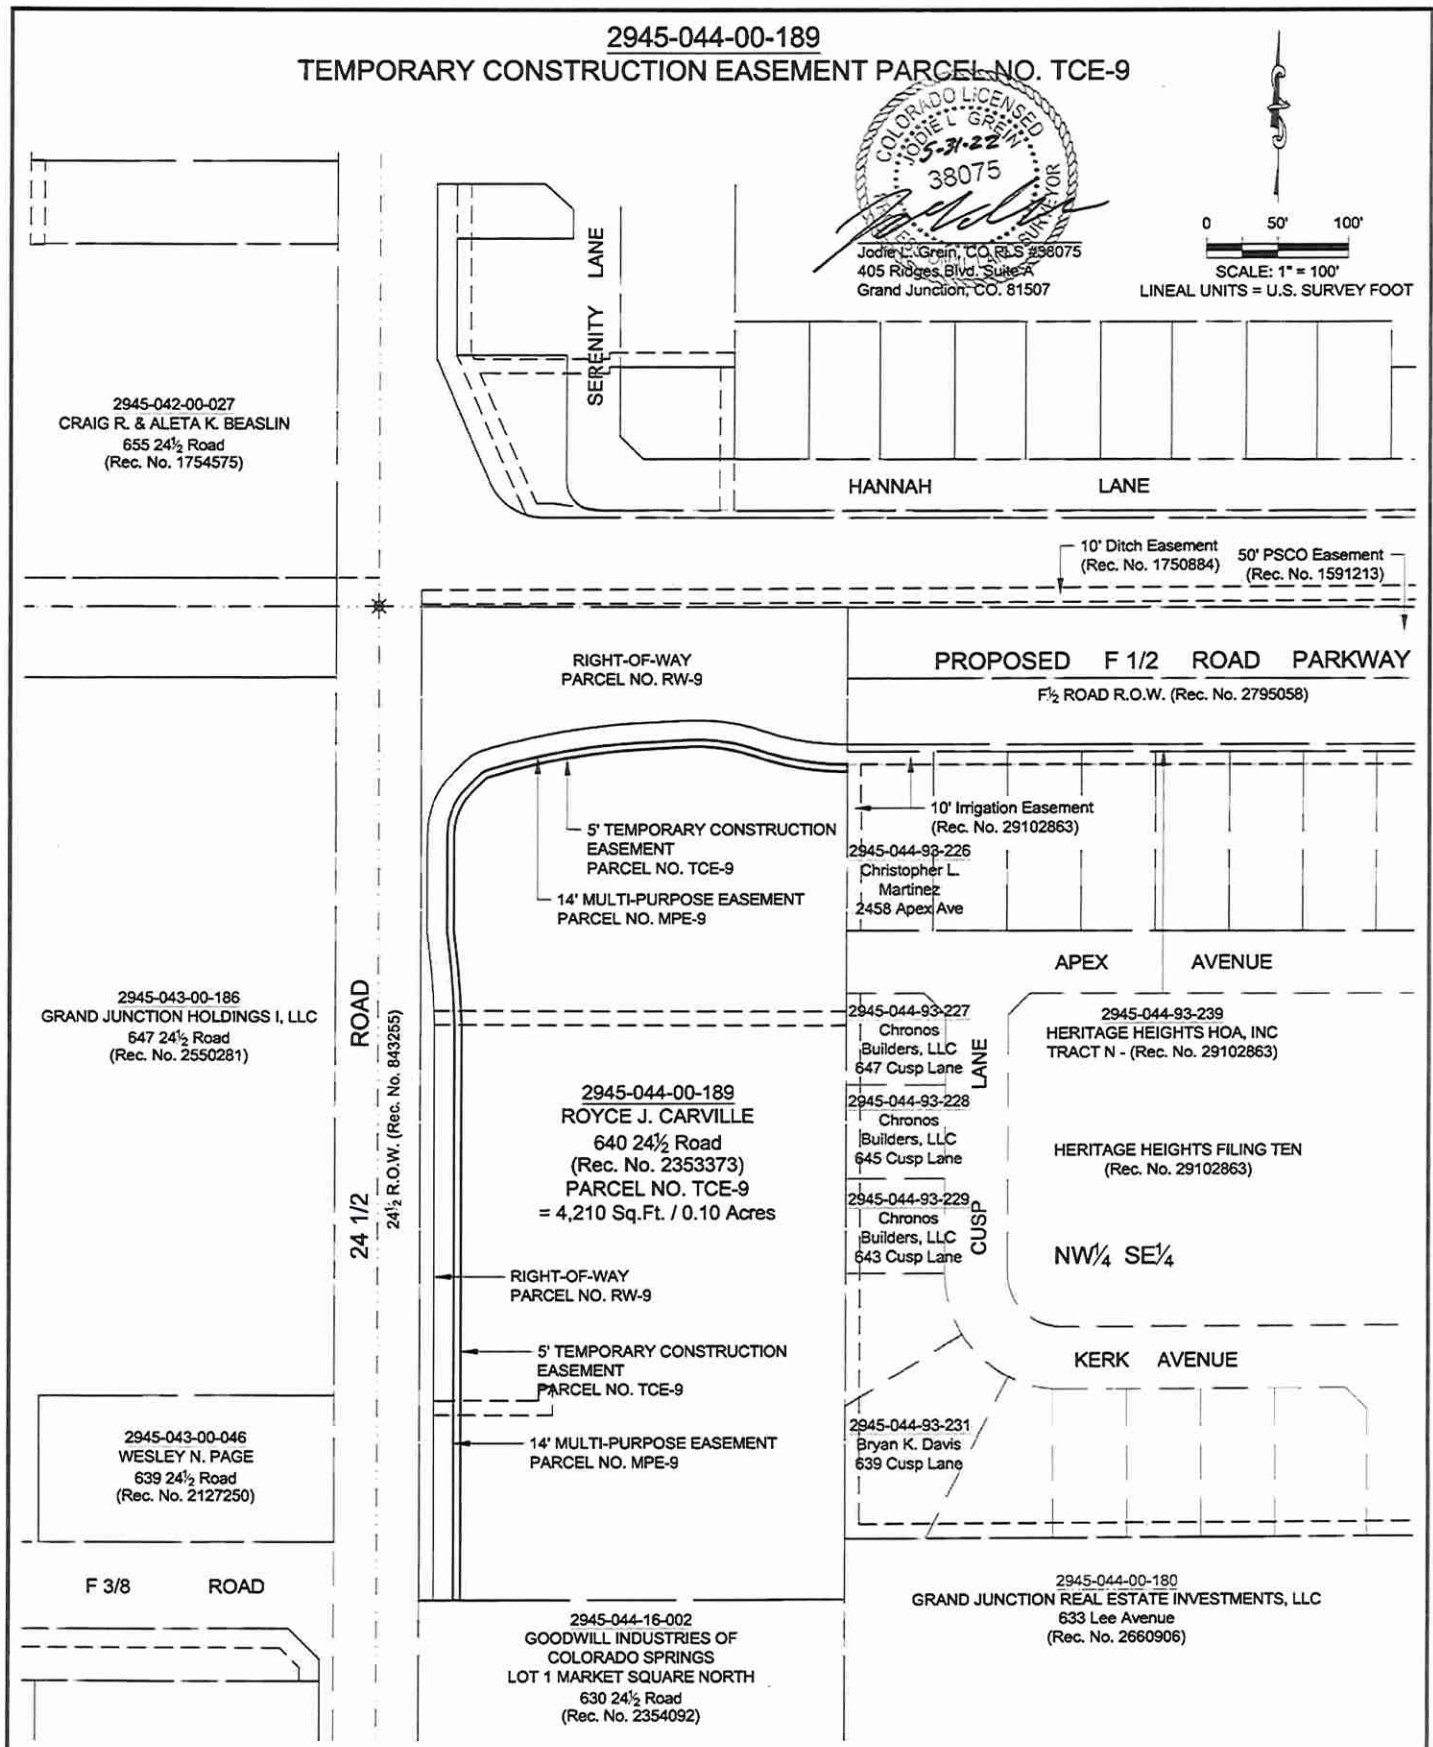 2945-044-00-189
TEMPORARY CONSTRUCTION EASEMENT PARCEL NO. TCE-9
COLORADO LICENSED
JODIE L GREIN
5-31-22
38075
SURVEYOR
Jodie L. Grein, CO RLS #38075
405 Ridges Blvd. Suite A
Grand Junction, CO. 81507
0 50' 100'
SCALE: 1" = 100'
LINEAL UNITS = U.S. SURVEY FOOT
SERENITY LANE
2945-042-00-027
CRAIG R. & ALETA K. BEASLIN
655 24½ Road
(Rec. No. 1754575)
HANNAH LANE
10' Ditch Easement
(Rec. No. 1750884)
50' PSCO Easement
(Rec. No. 1591213)
RIGHT-OF-WAY
PARCEL NO. RW-9
PROPOSED F 1/2 ROAD PARKWAY
F½ ROAD R.O.W. (Rec. No. 2795058)
5' TEMPORARY CONSTRUCTION
EASEMENT
PARCEL NO. TCE-9
14' MULTI-PURPOSE EASEMENT
PARCEL NO. MPE-9
10' Irrigation Easement
(Rec. No. 29102863)
2945-044-93-226
Christopher L.
Martinez
2458 Apex Ave
APEX AVENUE
2945-043-00-186
GRAND JUNCTION HOLDINGS I, LLC
647 24½ Road
(Rec. No. 2550281)
24 1/2 ROAD
24½ R.O.W. (Rec. No. 843255)
2945-044-00-189
ROYCE J. CARVILLE
640 24½ Road
(Rec. No. 2353373)
PARCEL NO. TCE-9
= 4,210 Sq.Ft. / 0.10 Acres
2945-044-93-227
Chronos
Builders, LLC
647 Cusp Lane
2945-044-93-228
Chronos
Builders, LLC
645 Cusp Lane
2945-044-93-229
Chronos
Builders, LLC
643 Cusp Lane
CUSP LANE
2945-044-93-239
HERITAGE HEIGHTS HOA, INC
TRACT N - (Rec. No. 29102863)
HERITAGE HEIGHTS FILING TEN
(Rec. No. 29102863)
NW¼ SE¼
RIGHT-OF-WAY
PARCEL NO. RW-9
5' TEMPORARY CONSTRUCTION
EASEMENT
PARCEL NO. TCE-9
14' MULTI-PURPOSE EASEMENT
PARCEL NO. MPE-9
KERK AVENUE
2945-044-93-231
Bryan K. Davis
639 Cusp Lane
2945-043-00-046
WESLEY N. PAGE
639 24½ Road
(Rec. No. 2127250)
F 3/8 ROAD
2945-044-16-002
GOODWILL INDUSTRIES OF
COLORADO SPRINGS
LOT 1 MARKET SQUARE NORTH
630 24½ Road
(Rec. No. 2354092)
2945-044-00-180
GRAND JUNCTION REAL ESTATE INVESTMENTS, LLC
633 Lee Avenue
(Rec. No. 2660906)